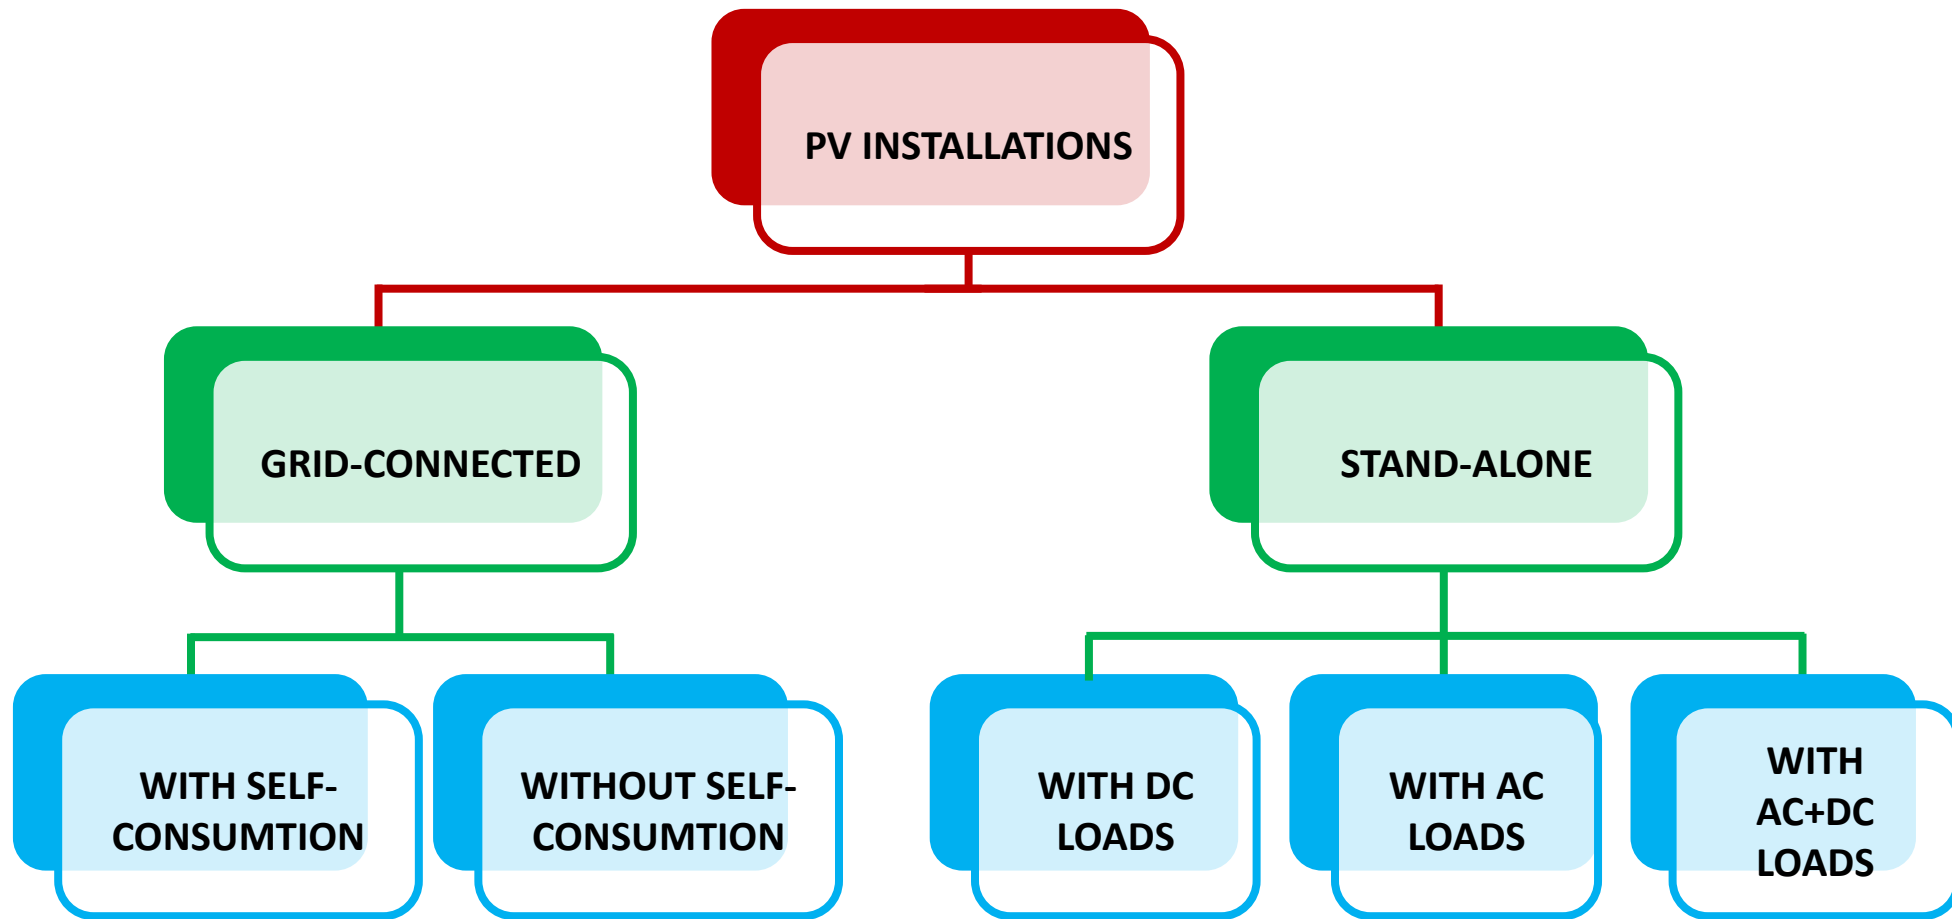 PV INSTALLATIONS
GRID-CONNECTED
STAND-ALONE
WITH SELF-
CONSUMTION
WITHOUT SELF-
CONSUMTION
WITH DC
LOADS
WITH AC
LOADS
WITH
AC+DC
LOADS